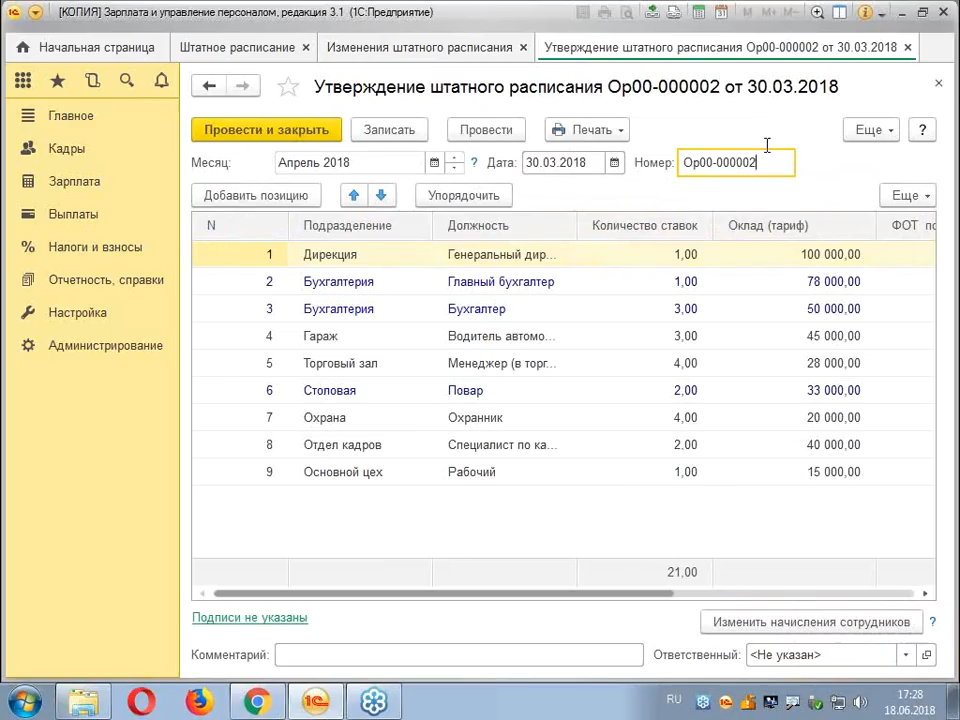 [КОПИЯ] Зарплата и управление персоналом, редакция 3.1 (1С:Предприятие)
M M+ M-
Начальная страница
Штатное расписание ×
Изменения штатного расписания ×
Утверждение штатного расписания Ор00-000002 от 30.03.2018 ×
Главное
Кадры
Зарплата
Выплаты
Налоги и взносы
Отчетность, справки
Настройка
Администрирование
Утверждение штатного расписания Ор00-000002 от 30.03.2018
Провести и закрыть Записать Провести Печать Еще ?
Месяц: Апрель 2018 ? Дата: 30.03.2018 Номер: Ор00-000002
Добавить позицию Упорядочить Еще
N Подразделение Должность Количество ставок Оклад (тариф) ФОТ пс
1 Дирекция Генеральный дир... 1,00 100 000,00
2 Бухгалтерия Главный бухгалтер 1,00 78 000,00
3 Бухгалтерия Бухгалтер 3,00 50 000,00
4 Гараж Водитель автомо... 3,00 45 000,00
5 Торговый зал Менеджер (в торг... 4,00 28 000,00
6 Столовая Повар 2,00 33 000,00
7 Охрана Охранник 4,00 20 000,00
8 Отдел кадров Специалист по ка... 2,00 40 000,00
9 Основной цех Рабочий 1,00 15 000,00
21,00
Подписи не указаны
Изменить начисления сотрудников ?
Комментарий: Ответственный: <Не указан>
RU
17:28
18.06.2018